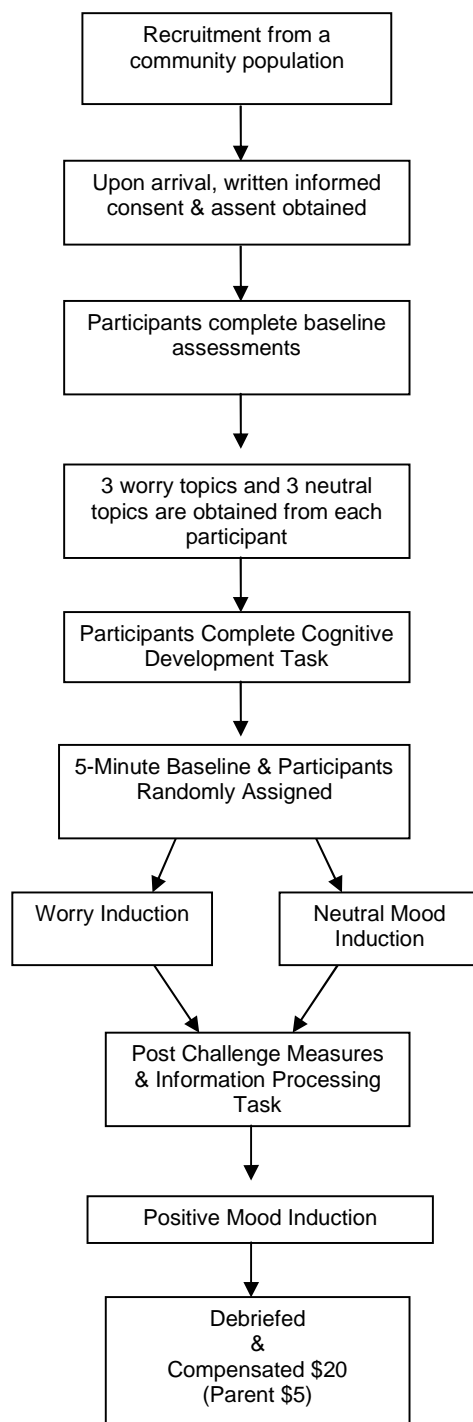 Recruitment from a
community population
Upon arrival, written informed
consent & assent obtained
Participants complete baseline
assessments
3 worry topics and 3 neutral
topics are obtained from each
participant
Participants Complete Cognitive
Development Task
5-Minute Baseline & Participants
Randomly Assigned
Worry Induction
Neutral Mood
Induction
Post Challenge Measures
& Information Processing
Task
Positive Mood Induction
Debriefed
&
Compensated $20
(Parent $5)